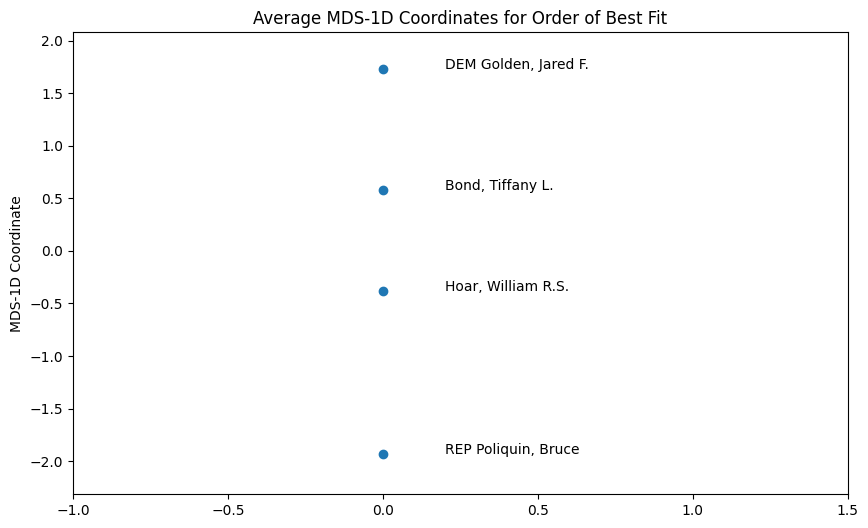 Average MDS-1D Coordinates for Order of Best Fit
2.0
DEM Golden, Jared F.
1.5
1.0
Bond, Tiffany L.
0.5
MDS-1D Coordinate
0.0
Hoar, William R.S.
−0.5
−1.0
−1.5
REP Poliquin, Bruce
−2.0
−1.0 −0.5 0.0 0.5 1.0 1.5